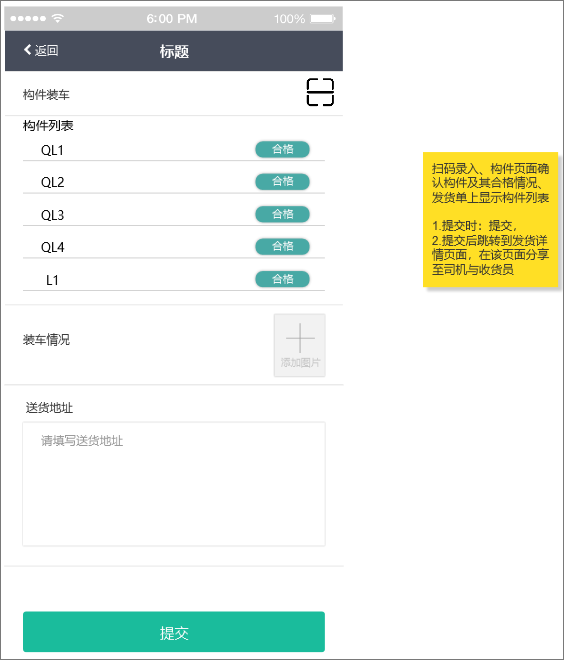 6:00 PM 100%
返回 标题
构件装车
构件列表
QL1 合格
QL2 合格
QL3 合格
QL4 合格
L1 合格
装车情况
添加图片
送货地址
请填写送货地址
提交
扫码录入、构件页面确
认构件及其合格情况、
发货单上显示构件列表
1.提交时：提交，
2.提交后跳转到发货详
情页面，在该页面分享
至司机与收货员